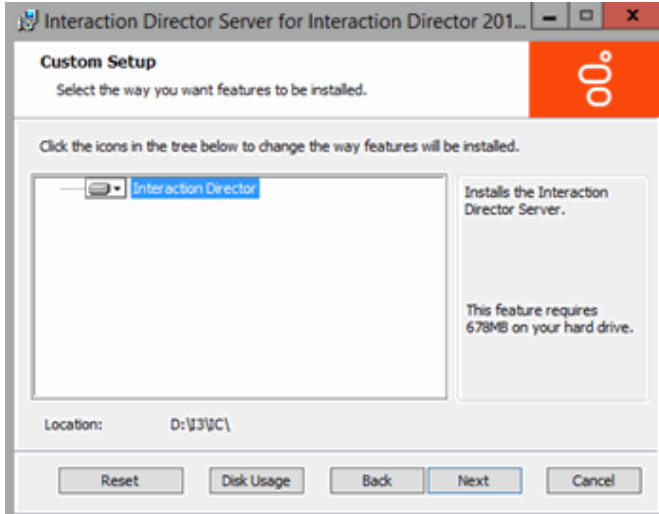 Interaction Director Server for Interaction Director 201...
Custom Setup
Select the way you want features to be installed.
Click the icons in the tree below to change the way features will be installed.
Interaction Director
Installs the Interaction
Director Server.
This feature requires
678MB on your hard drive.
Location: D:\I3\IC\
Reset Disk Usage Back Next Cancel